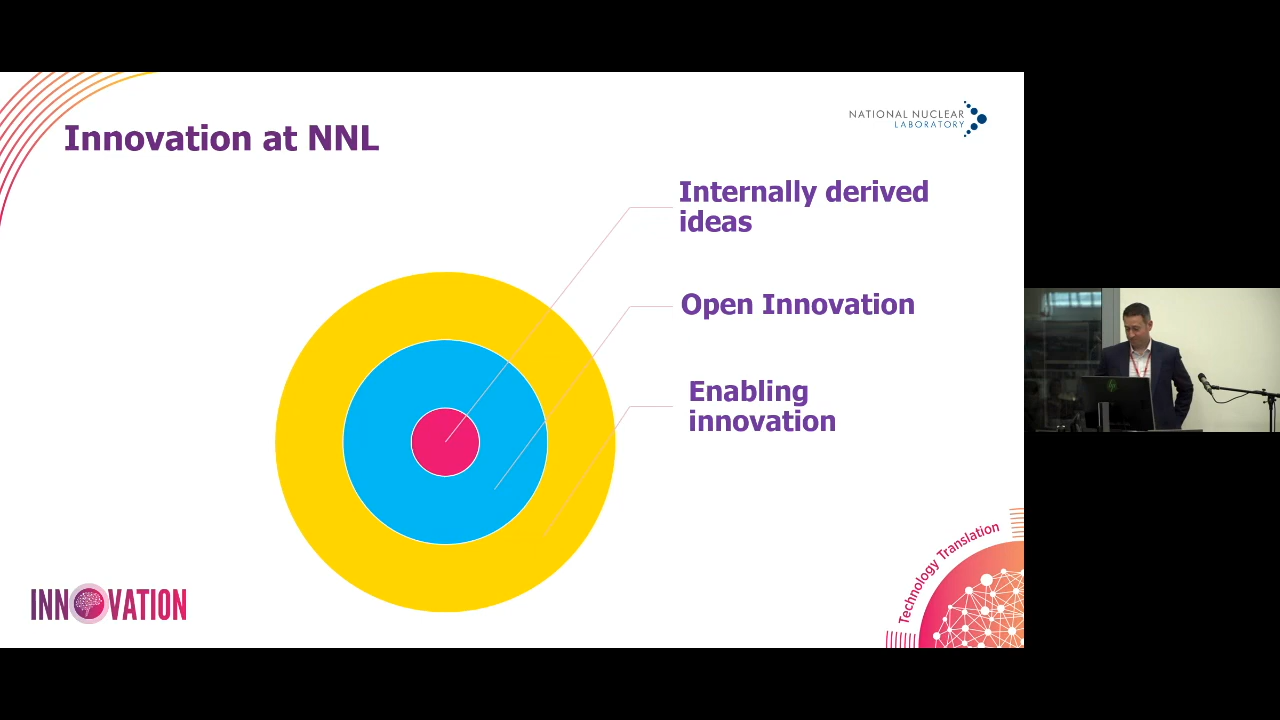 Innovation at NNL
NATIONAL NUCLEAR
LABORATORY
Internally derived
ideas
Open Innovation
Enabling
innovation
INNOVATION
Technology Translation